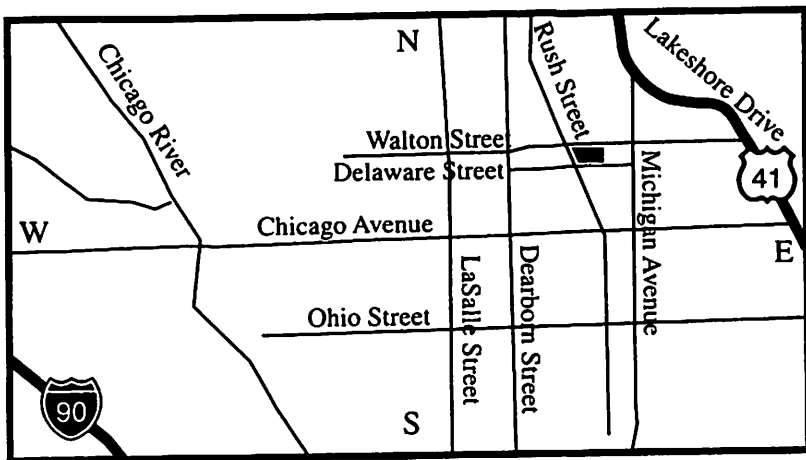 N
Chicago River
Rush Street
Lakeshore Drive
Walton Stree
Delaware Street
41
Michigan Avenue
W
Chicago Avenue
E
LaSalle Street
Dearborn Street
Ohio Street
90
S